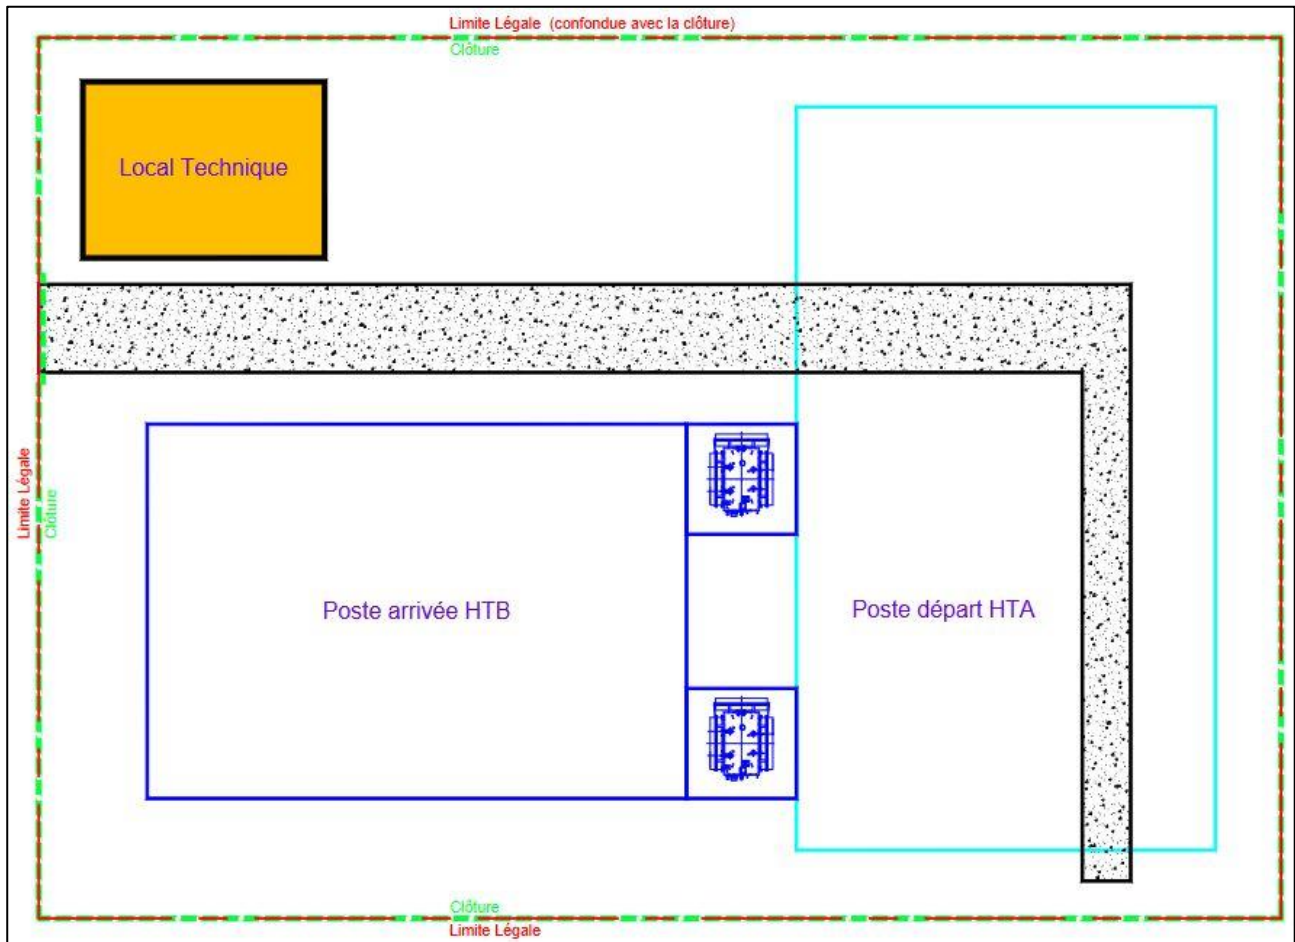 Limite Légale (confondue avec la clôture)
Clôture
Local Technique
Limite Légale
Clôture
Poste arrivée HTB
Poste départ HTA
Clôture
Limite Légale